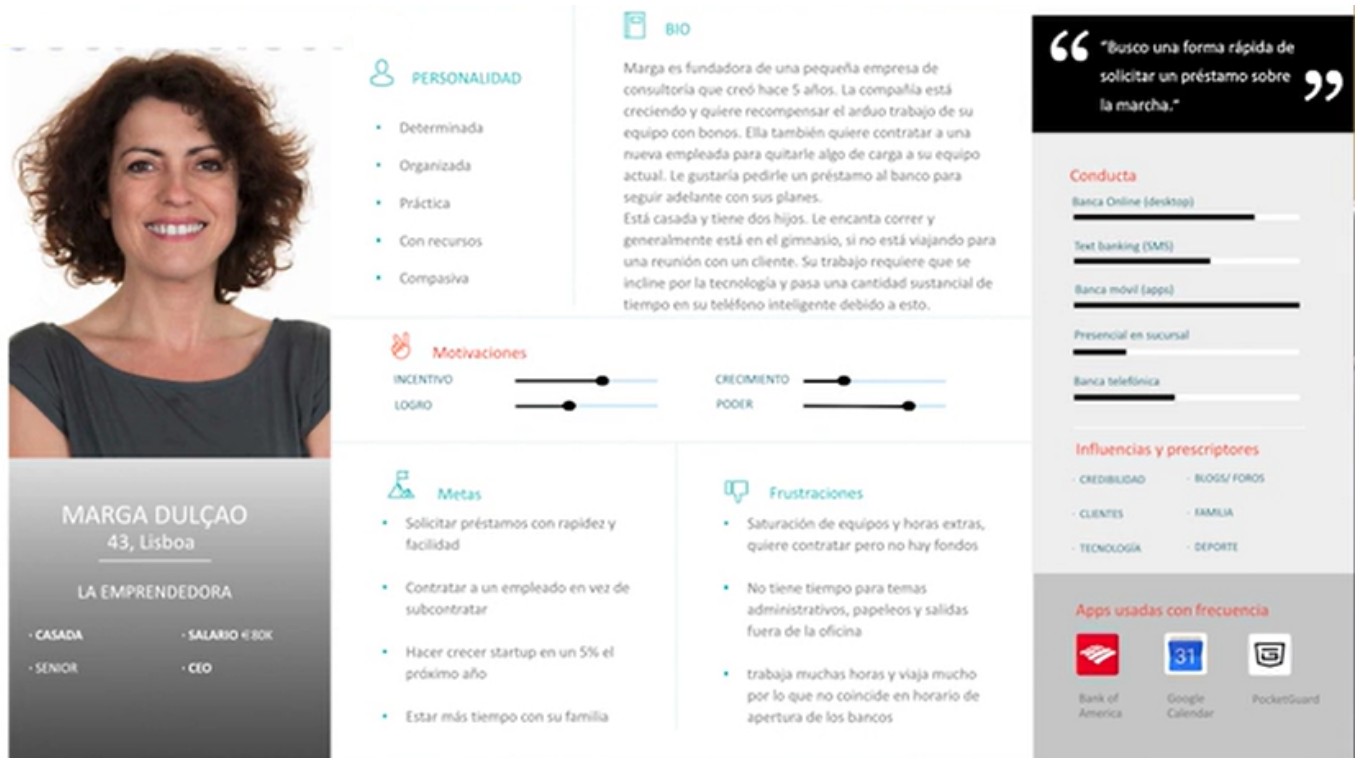 MARGA DULÇAO
43, Lisboa
LA EMPRENDEDORA
· CASADA
· SALARIO €80K
· SENIOR
· CEO
PERSONALIDAD
• Determinada
• Organizada
• Práctica
• Con recursos
• Compasiva
BIO
Marga es fundadora de una pequeña empresa de
consultoría que creó hace 5 años. La compañía está
creciendo y quiere recompensar el arduo trabajo de su
equipo con bonos. Ella también quiere contratar a una
nueva empleada para quitarle algo de carga a su equipo
actual. Le gustaría pedirle un préstamo al banco para
seguir adelante con sus planes.
Está casada y tiene dos hijos. Le encanta correr y
generalmente está en el gimnasio, si no está viajando para
una reunión con un cliente. Su trabajo requiere que se
incline por la tecnología y pasa una cantidad sustancial de
tiempo en su teléfono inteligente debido a esto.
Motivaciones
INCENTIVO
CRECIMIENTO
LOGRO
PODER
Metas
• Solicitar préstamos con rapidez y
facilidad
• Contratar a un empleado en vez de
subcontratar
• Hacer crecer startup en un 5% el
próximo año
• Estar más tiempo con su familia
Frustraciones
• Saturación de equipos y horas extras,
quiere contratar pero no hay fondos
• No tiene tiempo para temas
administrativos, papeleos y salidas
fuera de la oficina
• trabaja muchas horas y viaja mucho
por lo que no coincide en horario de
apertura de los bancos
“ "Busco una forma rápida de
solicitar un préstamo sobre
la marcha." ”
Conducta
Banca Online (desktop)
Text banking (SMS)
Banca móvil (apps)
Presencial en sucursal
Banca telefónica
Influencias y prescriptores
· CREDIBILIDAD
· BLOGS/ FOROS
· CLIENTES
· FAMILIA
· TECNOLOGÍA
· DEPORTE
Apps usadas con frecuencia
31
Bank of
America
Google
Calendar
PocketGuard